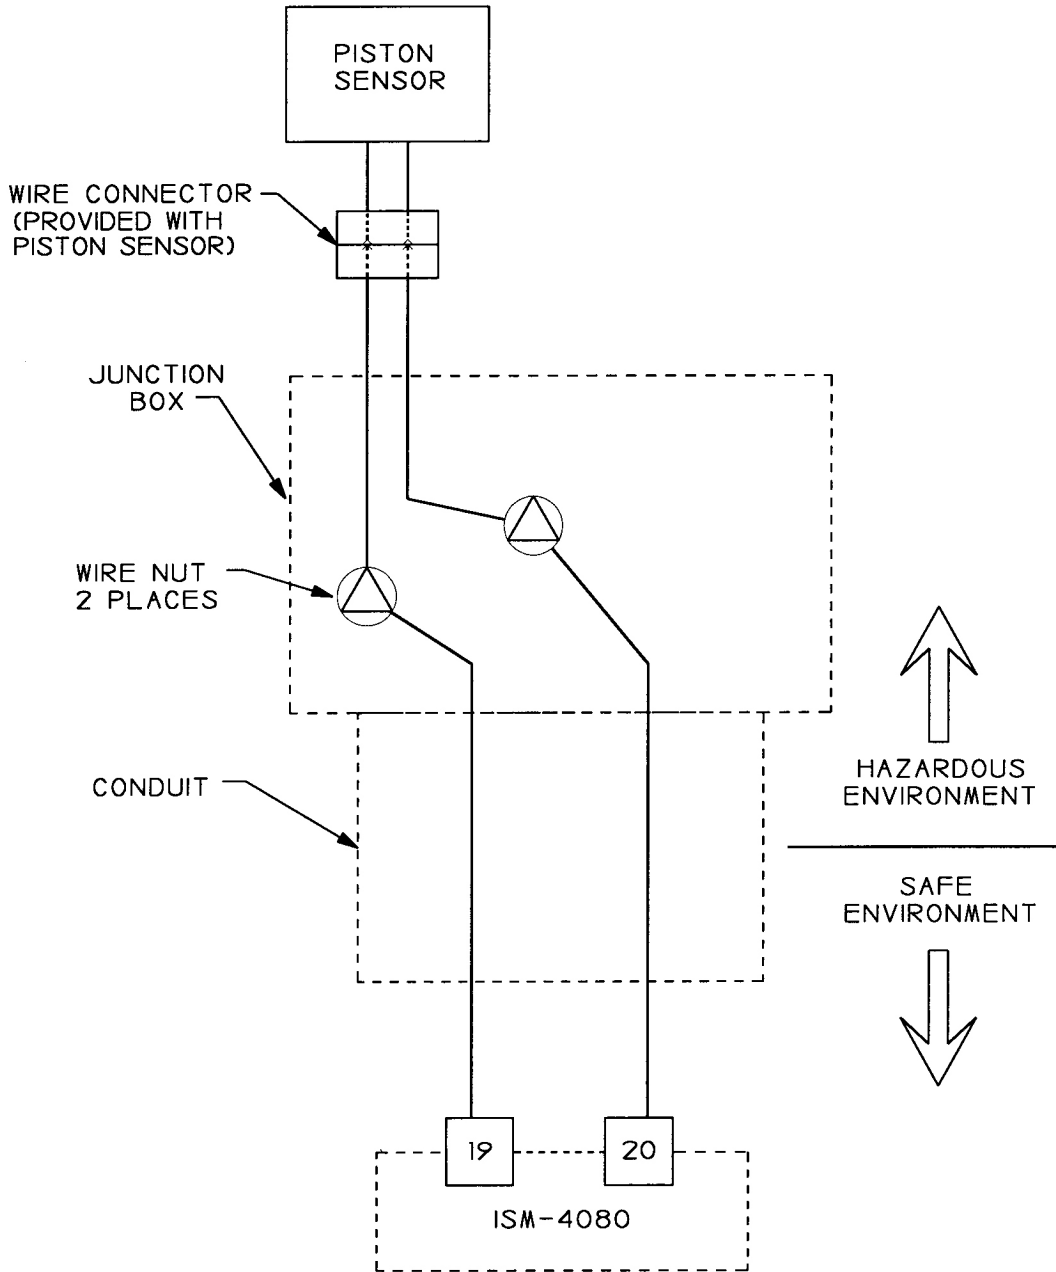 PISTON
SENSOR
WIRE CONNECTOR
(PROVIDED WITH
PISTON SENSOR)
JUNCTION
BOX
WIRE NUT
2 PLACES
CONDUIT
HAZARDOUS
ENVIRONMENT
SAFE
ENVIRONMENT
19
20
ISM-4080